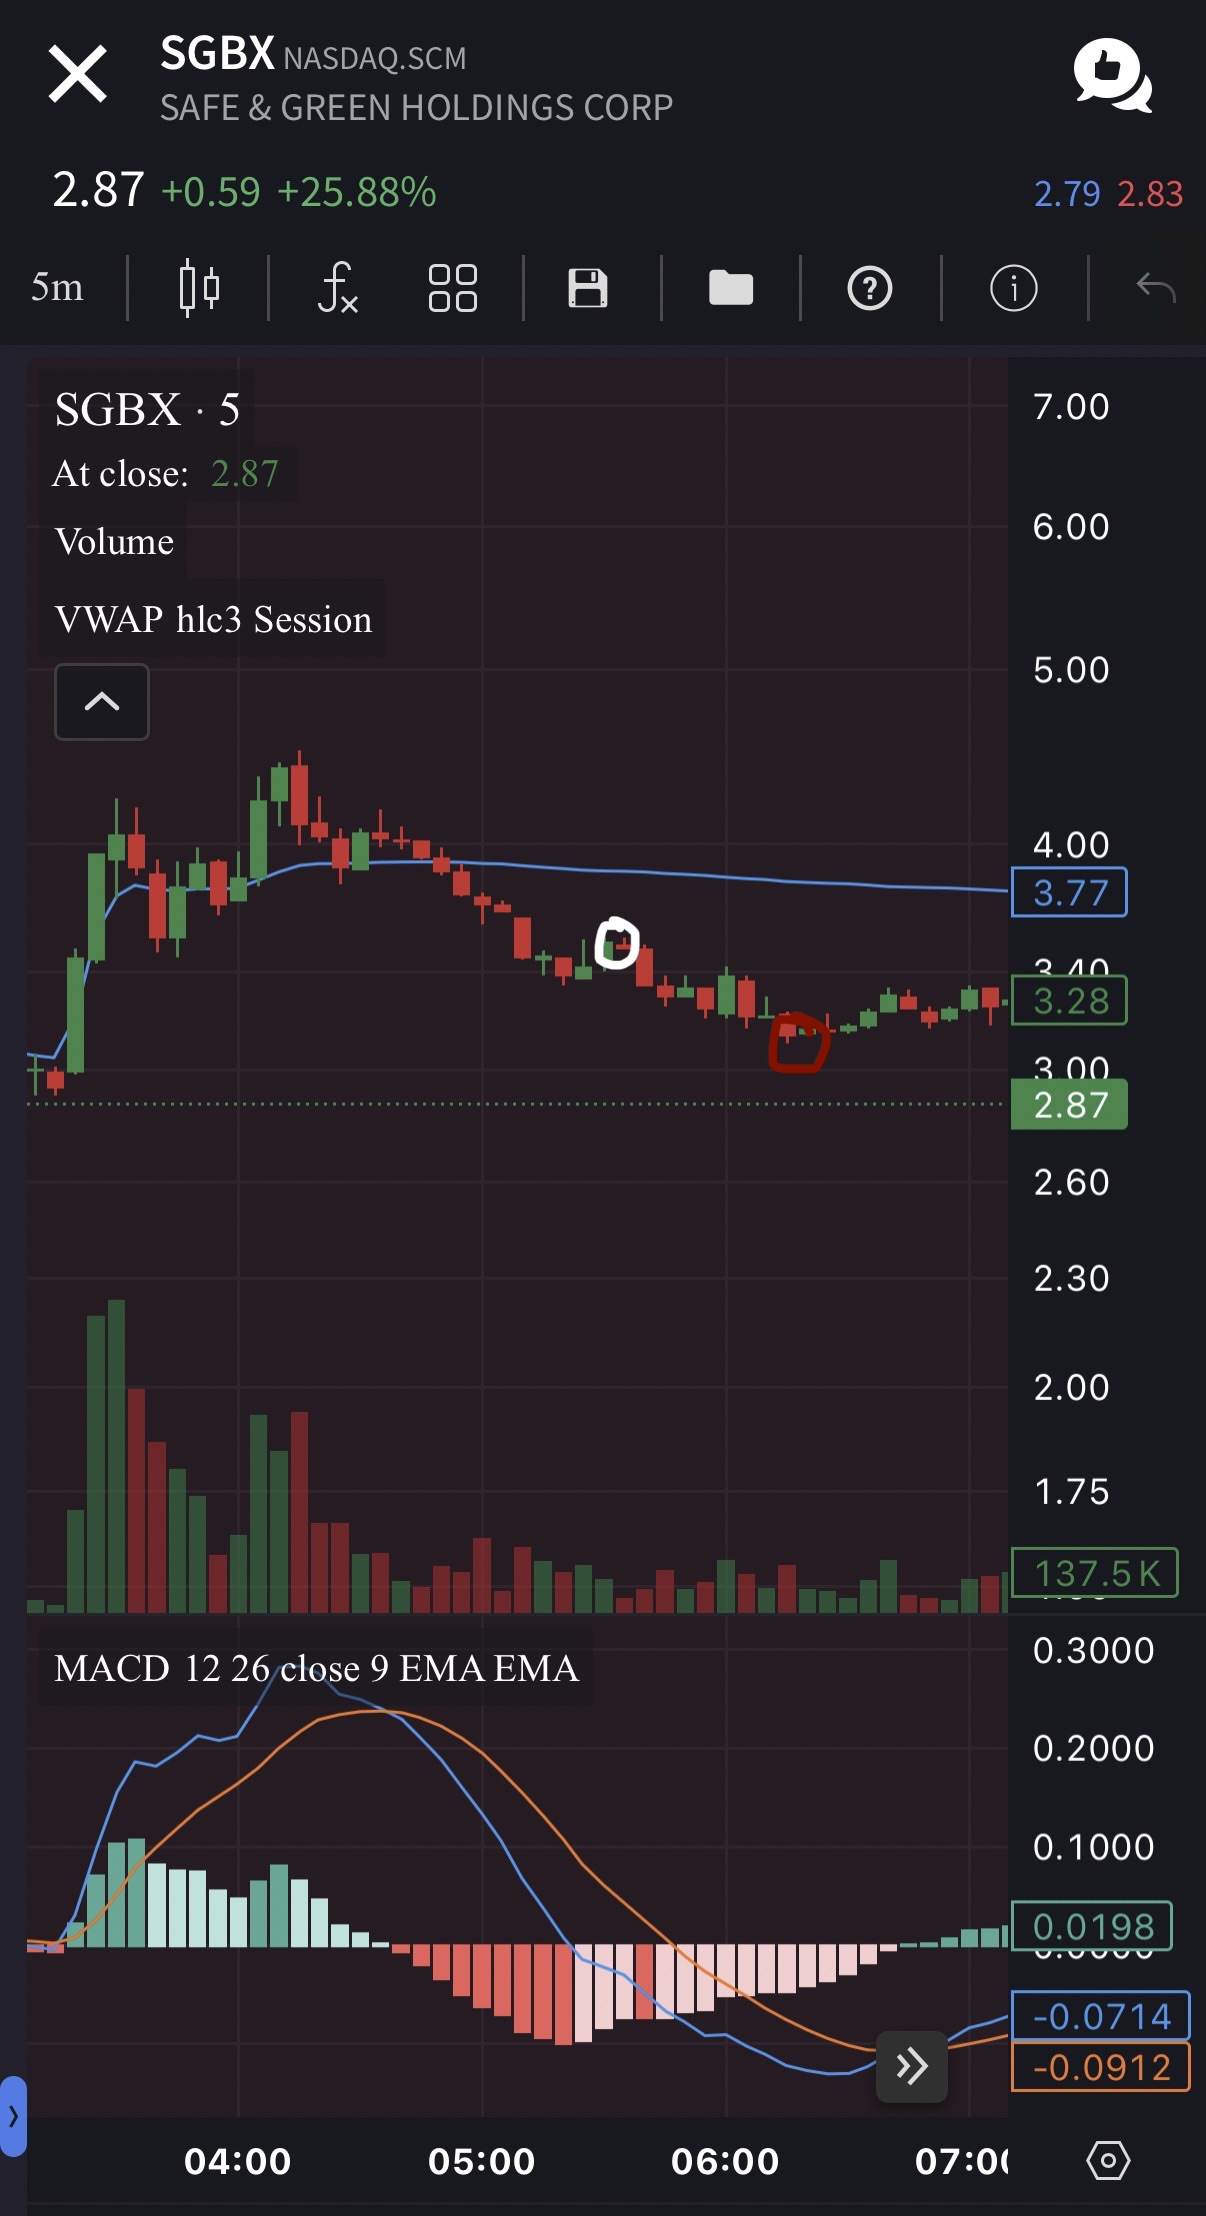 SGBX NASDAQ.SCM
SAFE & GREEN HOLDINGS CORP
2.87 +0.59 +25.88% 2.79 2.83
5m
SGBX · 5
At close: 2.87
Volume
VWAP hlc3 Session
7.00
6.00
5.00
4.00
3.77
3.40
3.28
3.00
2.87
2.60
2.30
2.00
1.75
137.5 K
MACD 12 26 close 9 EMA EMA
0.3000
0.2000
0.1000
0.0198
0.0000
-0.0714
-0.0912
04:00 05:00 06:00 07:0